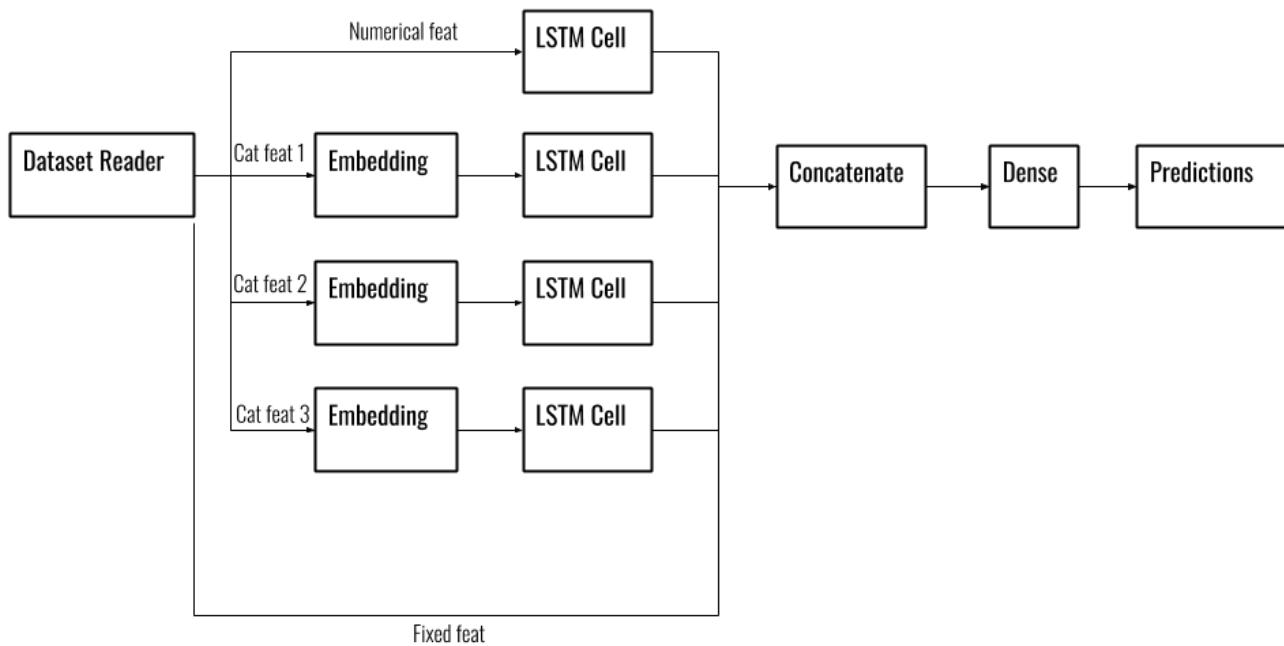 Numerical feat
LSTM Cell
Dataset Reader
Cat feat 1
Embedding
LSTM Cell
Concatenate
Dense
Predictions
Cat feat 2
Embedding
LSTM Cell
Cat feat 3
Embedding
LSTM Cell
Fixed feat